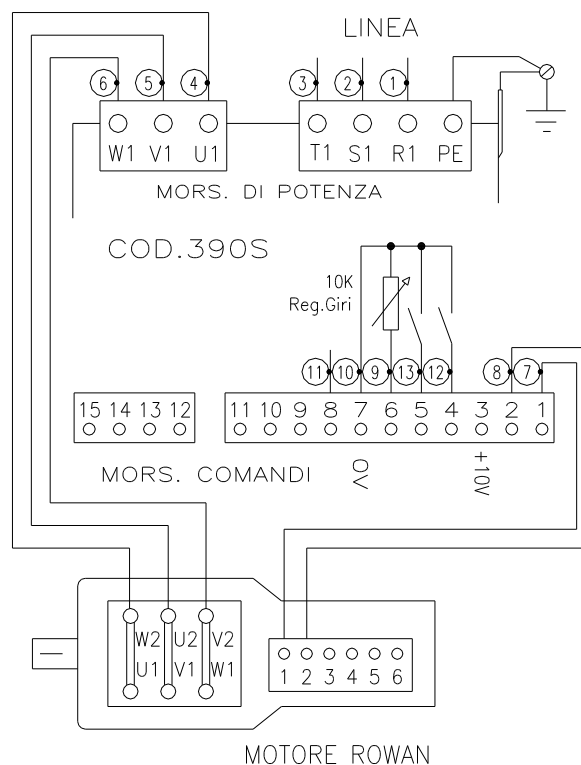 LINEA
6 5 4 3 2 1
W1 V1 U1 T1 S1 R1 PE
MORS. DI POTENZA
COD.390S
10K
Reg.Giri
11 10 9 13 12 8 7
15 14 13 12 11 10 9 8 7 6 5 4 3 2 1
MORS. COMANDI
0V
+10V
W2 U2 V2
U1 V1 W1
1 2 3 4 5 6
MOTORE ROWAN